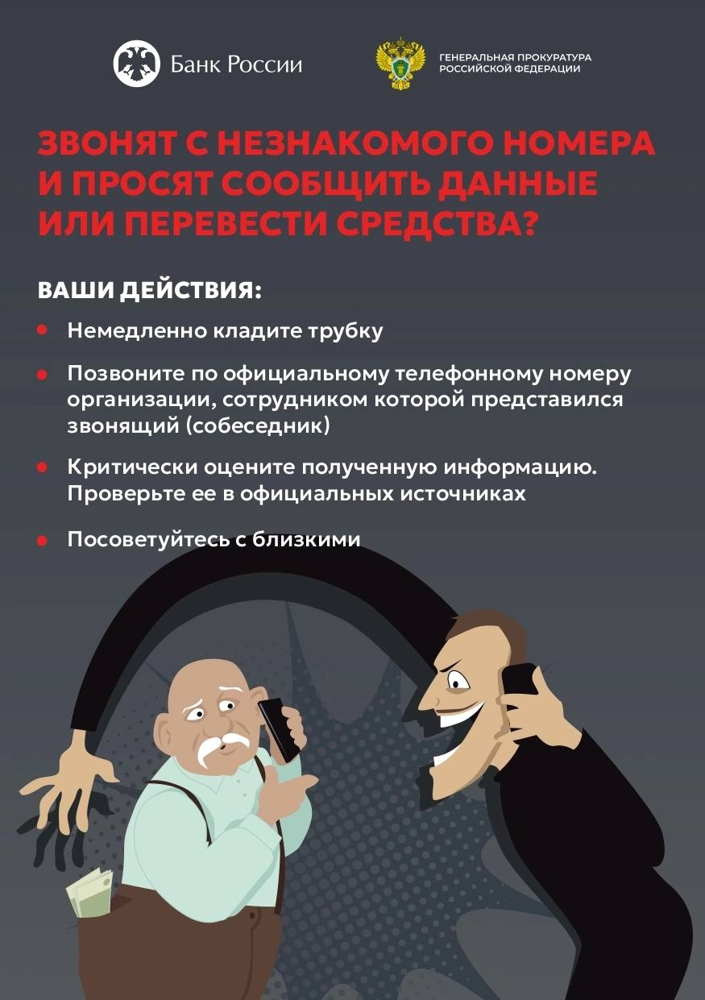 Банк России
ГЕНЕРАЛЬНАЯ ПРОКУРАТУРА
РОССИЙСКОЙ ФЕДЕРАЦИИ
ЗВОНЯТ С НЕЗНАКОМОГО НОМЕРА
И ПРОСЯТ СООБЩИТЬ ДАННЫЕ
ИЛИ ПЕРЕВЕСТИ СРЕДСТВА?
ВАШИ ДЕЙСТВИЯ:
Немедленно кладите трубку
Позвоните по официальному телефонному номеру
организации, сотрудником которой представился
звонящий (собеседник)
Критически оцените полученную информацию.
Проверьте ее в официальных источниках
Посоветуйтесь с близкими